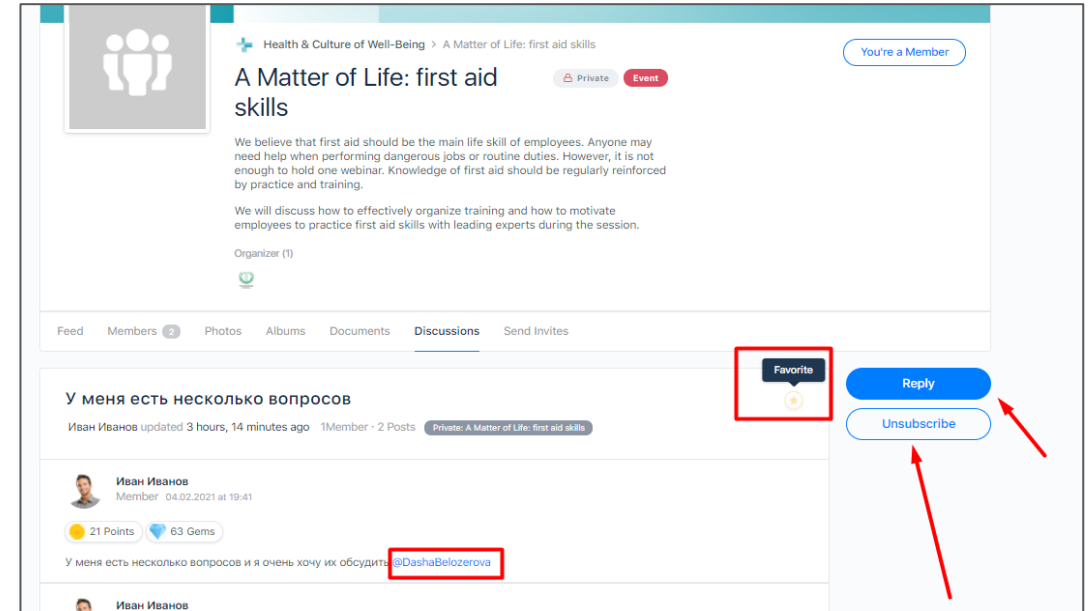 Health & Culture of Well-Being > A Matter of Life: first aid skills
You're a Member
A Matter of Life: first aid
skills
Private
Event
We believe that first aid should be the main life skill of employees. Anyone may
need help when performing dangerous jobs or routine duties. However, it is not
enough to hold one webinar. Knowledge of first aid should be regularly reinforced
by practice and training.
We will discuss how to effectively organize training and how to motivate
employees to practice first aid skills with leading experts during the session.
Organizer (1)
Feed Members 2 Photos Albums Documents Discussions Send Invites
Favorite
Reply
Unsubscribe
У меня есть несколько вопросов
Иван Иванов updated 3 hours, 14 minutes ago 1Member · 2 Posts Private: A Matter of Life: first aid skills
Иван Иванов
Member 04.02.2021 at 19:41
21 Points 63 Gems
У меня есть несколько вопросов и я очень хочу их обсудить @DashaBelozerova
Иван Иванов